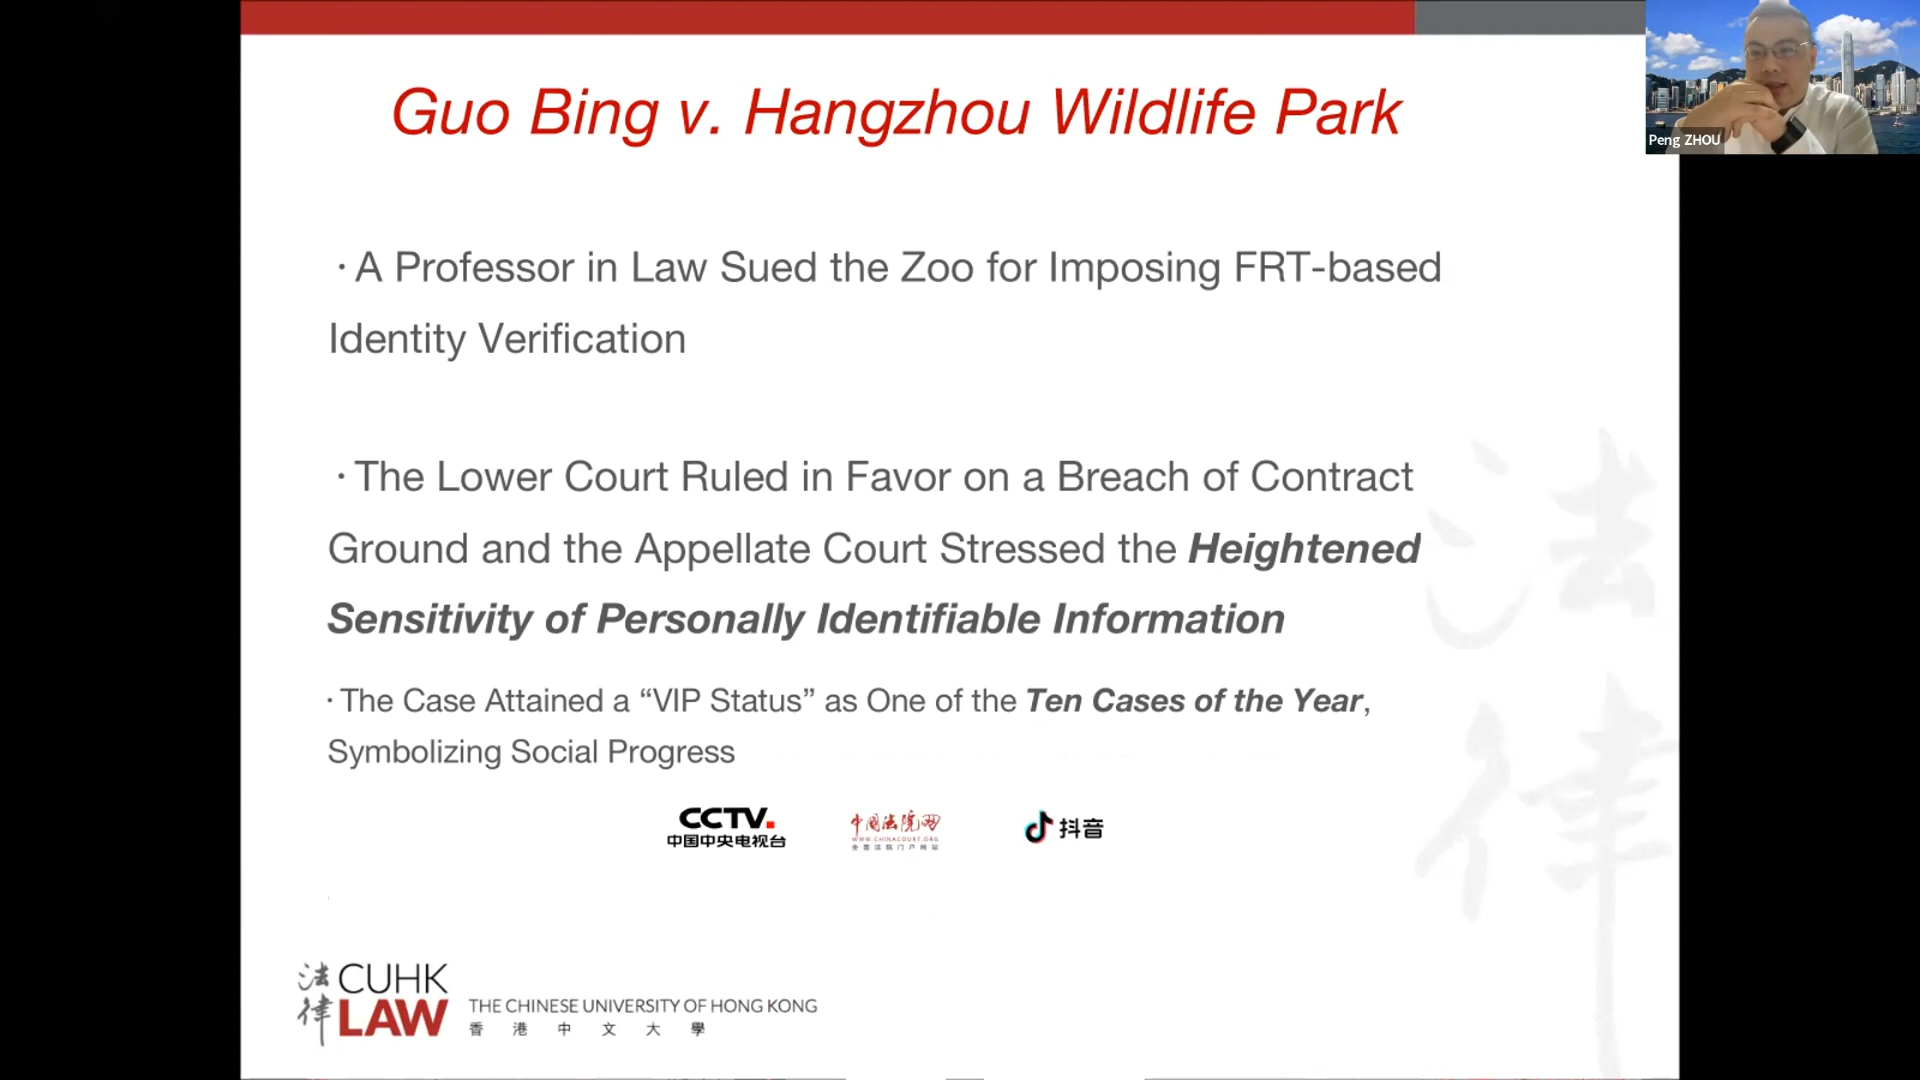 Guo Bing v. Hangzhou Wildlife Park
Peng ZHOU
· A Professor in Law Sued the Zoo for Imposing FRT-based
Identity Verification
· The Lower Court Ruled in Favor on a Breach of Contract
Ground and the Appellate Court Stressed the Heightened
Sensitivity of Personally Identifiable Information
· The Case Attained a “VIP Status” as One of the Ten Cases of the Year,
Symbolizing Social Progress
CCTV.
中国中央电视台
中国法院网
WWW.CHINACOURT.ORG
全国法院门户网站
抖音
法律
法律
CUHK
LAW
THE CHINESE UNIVERSITY OF HONG KONG
香港中文大學